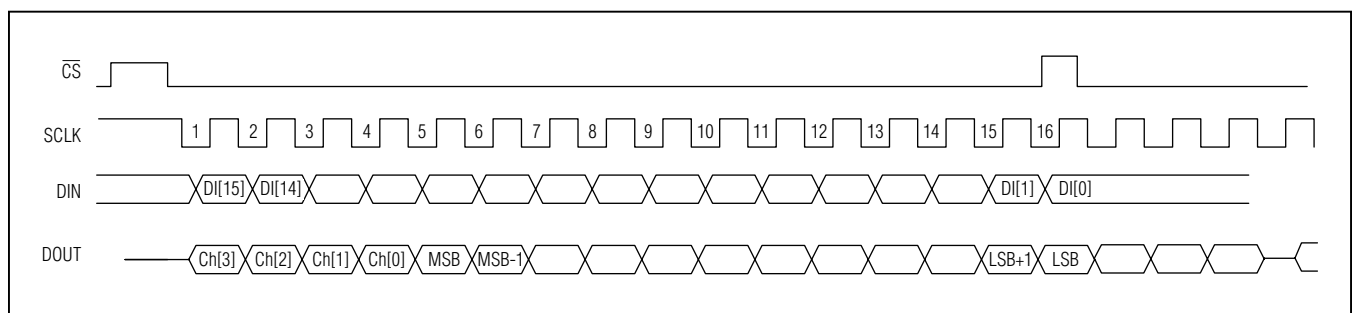 CS
SCLK 1 2 3 4 5 6 7 8 9 10 11 12 13 14 15 16
DIN DI[15] DI[14] DI[1] DI[0]
DOUT Ch[3] Ch[2] Ch[1] Ch[0] MSB MSB-1 LSB+1 LSB